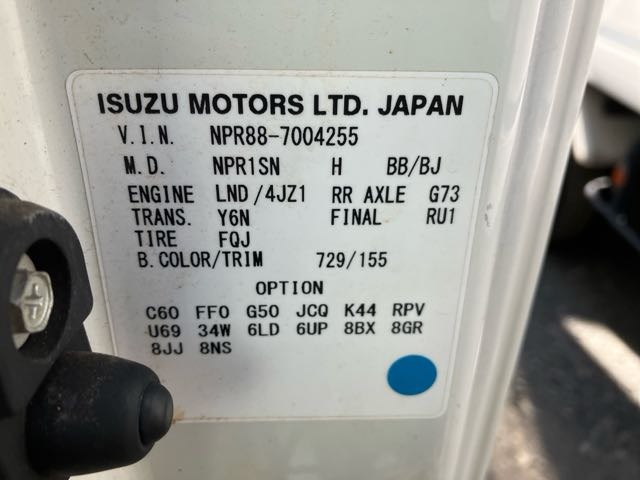 ISUZU MOTORS LTD. JAPAN
V.I.N. NPR88-7004255
M.D. NPR1SN H BB/BJ
ENGINE LND/4JZ1 RR AXLE G73
TRANS. Y6N FINAL RU1
TIRE FQJ
B.COLOR/TRIM 729/155
OPTION
C60 FF0 G50 JCQ K44 RPV
U69 34W 6LD 6UP 8BX 8GR
8JJ 8NS